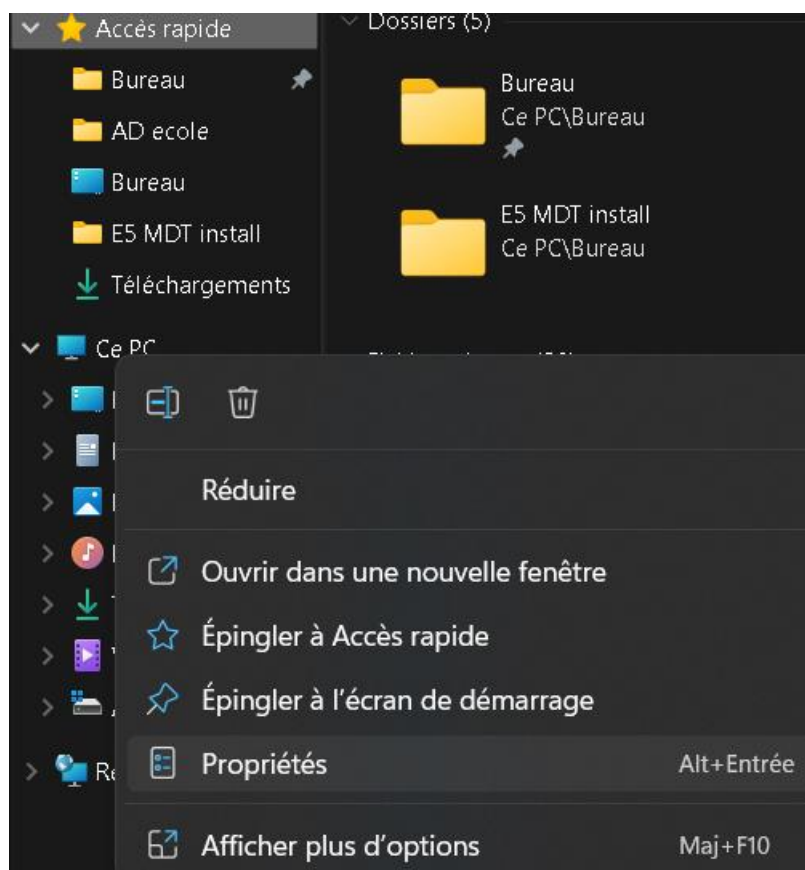 Accès rapide
Bureau
AD ecole
Bureau
E5 MDT install
Téléchargements
Ce PC
Dossiers (5)
Bureau
Ce PC\Bureau
E5 MDT install
Ce PC\Bureau
Réduire
Ouvrir dans une nouvelle fenêtre
Épingler à Accès rapide
Épingler à l’écran de démarrage
Propriétés Alt+Entrée
Afficher plus d’options Maj+F10